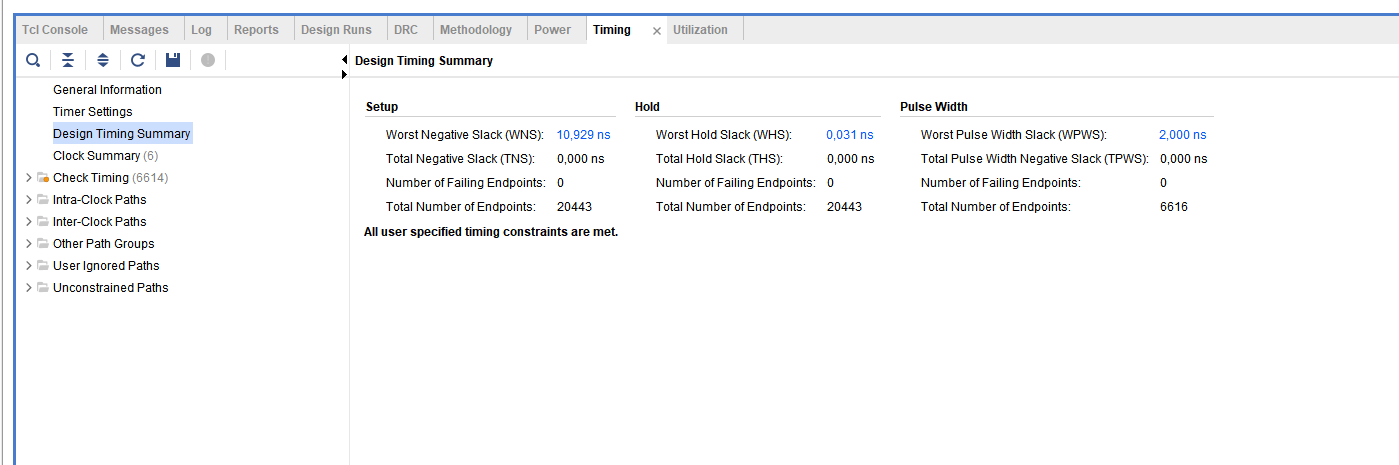 Tcl Console Messages Log Reports Design Runs DRC Methodology Power Timing Utilization
Design Timing Summary
General Information
Timer Settings
Design Timing Summary
Clock Summary (6)
Check Timing (6614)
Intra-Clock Paths
Inter-Clock Paths
Other Path Groups
User Ignored Paths
Unconstrained Paths
Setup
Worst Negative Slack (WNS): 10,929 ns
Total Negative Slack (TNS): 0,000 ns
Number of Failing Endpoints: 0
Total Number of Endpoints: 20443
Hold
Worst Hold Slack (WHS): 0,031 ns
Total Hold Slack (THS): 0,000 ns
Number of Failing Endpoints: 0
Total Number of Endpoints: 20443
Pulse Width
Worst Pulse Width Slack (WPWS): 2,000 ns
Total Pulse Width Negative Slack (TPWS): 0,000 ns
Number of Failing Endpoints: 0
Total Number of Endpoints: 6616
All user specified timing constraints are met.